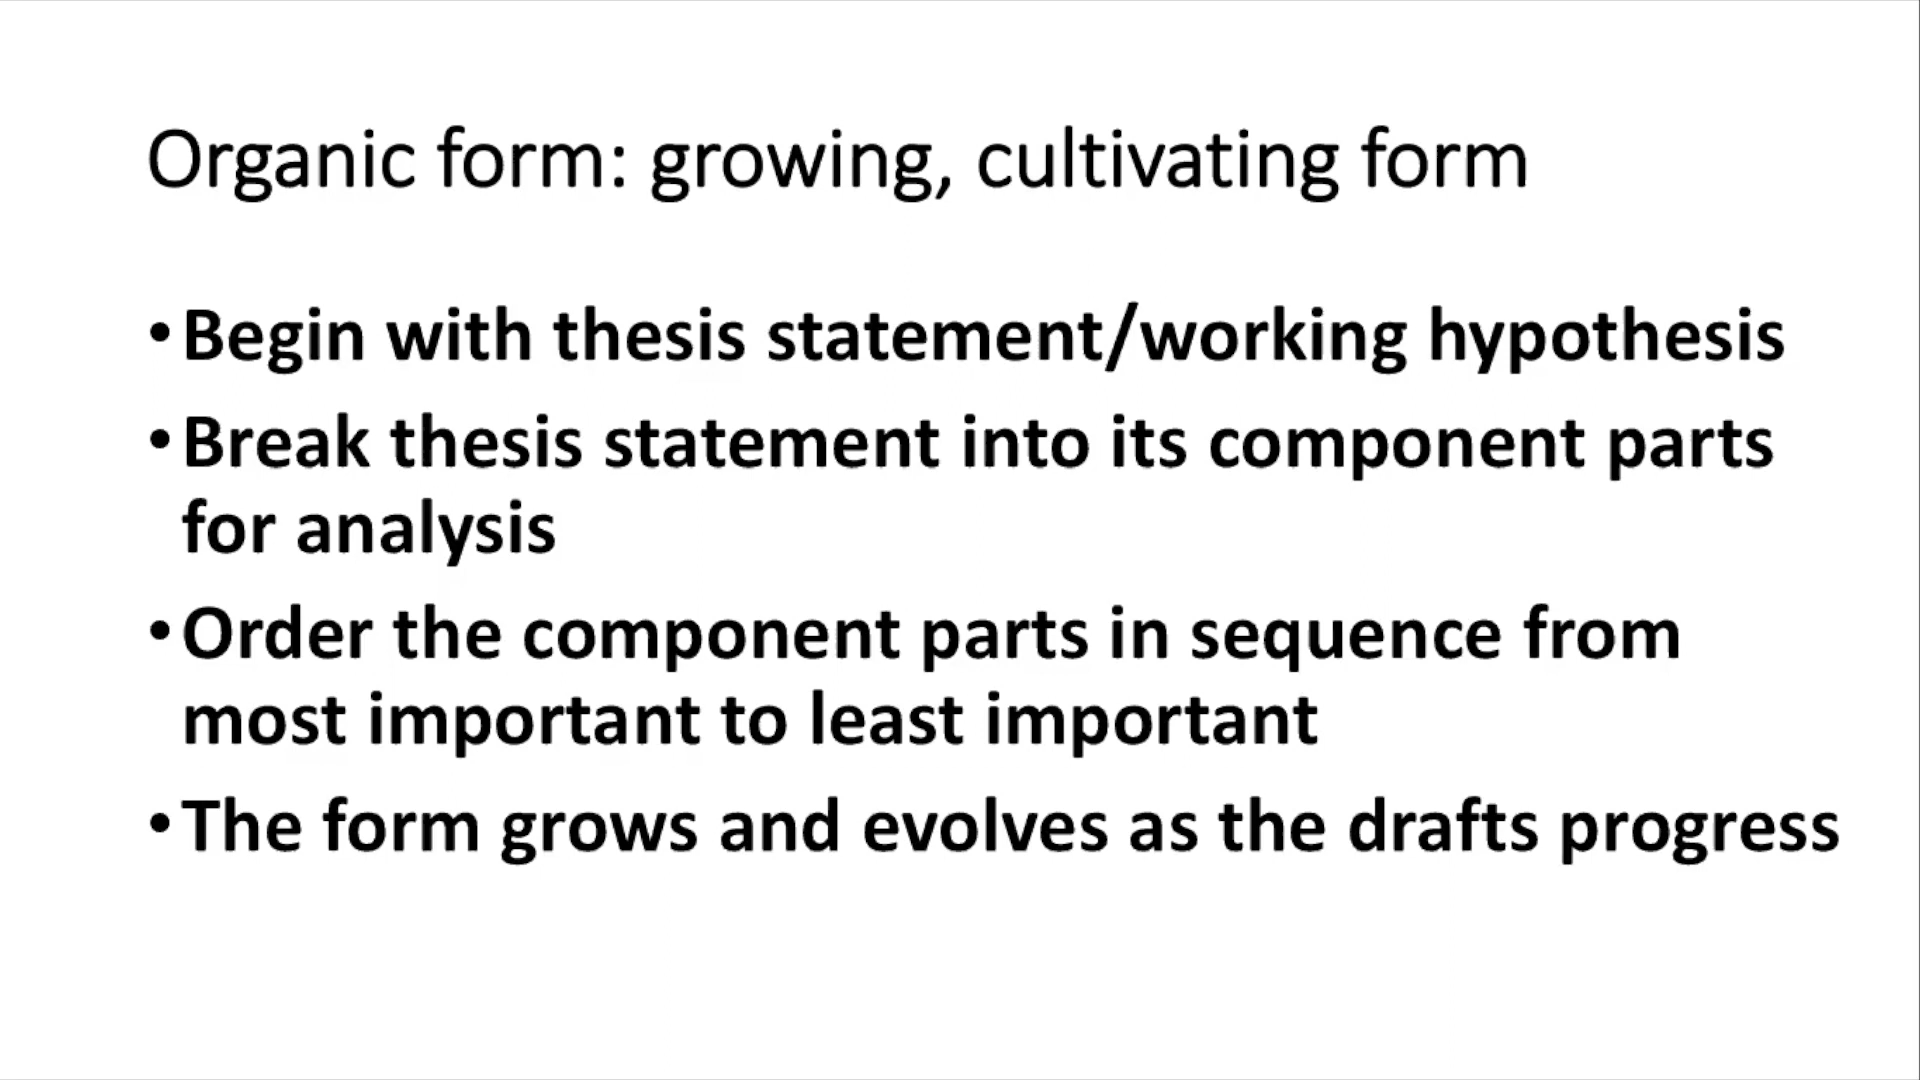 Organic form: growing, cultivating form
•Begin with thesis statement/working hypothesis
•Break thesis statement into its component parts
for analysis
•Order the component parts in sequence from
most important to least important
•The form grows and evolves as the drafts progress